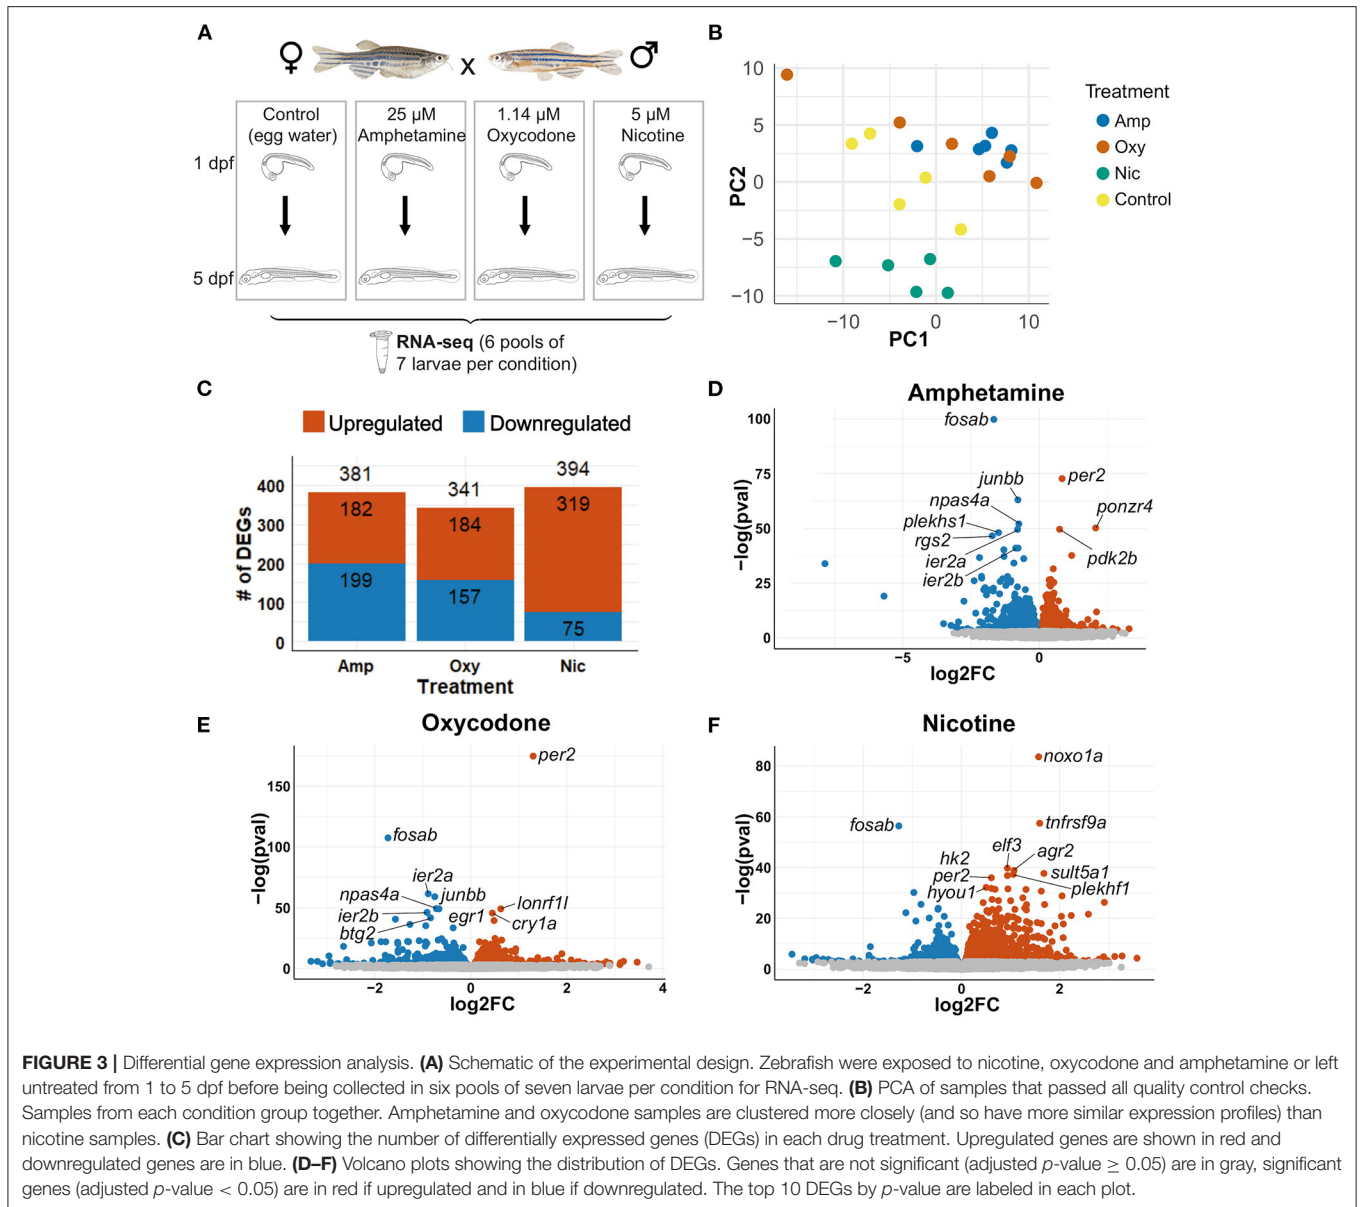 A
♀ X ♂
Control
(egg water)
25 µM
Amphetamine
1.14 µM
Oxycodone
5 µM
Nicotine
1 dpf
5 dpf
RNA-seq (6 pools of
7 larvae per condition)
B
10
5
0
−5
−10
PC2
−10 0 10
PC1
Treatment
Amp
Oxy
Nic
Control
C
Upregulated Downregulated
400
300
200
100
0
# of DEGs
381
182
199
341
184
157
394
319
75
Amp Oxy Nic
Treatment
D
Amphetamine
100
75
50
25
0
−log(pval)
fosab
junbb
npas4a
plekhs1
rgs2
ier2a
ier2b
per2
ponzr4
pdk2b
−5 0
log2FC
E
Oxycodone
150
100
50
0
−log(pval)
per2
fosab
ier2a
npas4a
junbb
ier2b
egr1
btg2
lonrf1l
cry1a
−2 0 2 4
log2FC
F
Nicotine
80
60
40
20
0
−log(pval)
noxo1a
fosab
tnfrsf9a
elf3
agr2
hk2
per2
sult5a1
hyou1
plekhf1
−2 0 2
log2FC
FIGURE 3 | Differential gene expression analysis. (A) Schematic of the experimental design. Zebrafish were exposed to nicotine, oxycodone and amphetamine or left
untreated from 1 to 5 dpf before being collected in six pools of seven larvae per condition for RNA-seq. (B) PCA of samples that passed all quality control checks.
Samples from each condition group together. Amphetamine and oxycodone samples are clustered more closely (and so have more similar expression profiles) than
nicotine samples. (C) Bar chart showing the number of differentially expressed genes (DEGs) in each drug treatment. Upregulated genes are shown in red and
downregulated genes are in blue. (D–F) Volcano plots showing the distribution of DEGs. Genes that are not significant (adjusted p-value ≥ 0.05) are in gray, significant
genes (adjusted p-value < 0.05) are in red if upregulated and in blue if downregulated. The top 10 DEGs by p-value are labeled in each plot.